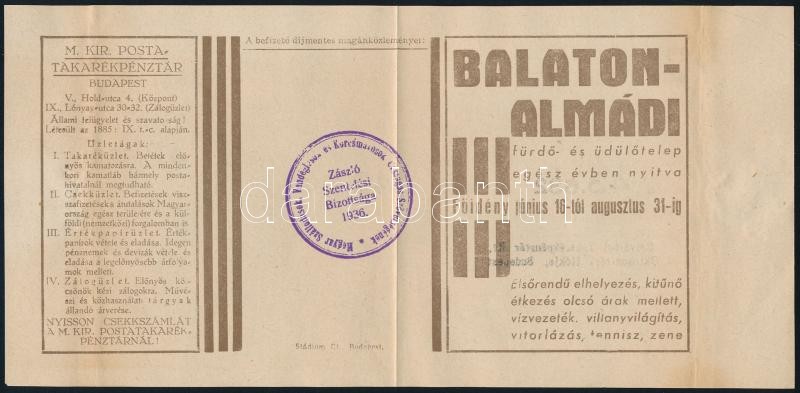 M. KIR. POSTA-
TAKARÉKPÉNZTÁR
BUDAPEST
V., Hold-utca 4. (Központ)
IX., Lónyay-utca 30-32. (Zálogüzlet)
Állami felügyelet és szavatosság!
Létesült az 1885: IX. t.-c. alapján.
Üzletágak:
I. Takaréküzlet. Betétek elő-
nyös kamatozásra. A minden-
kori kamatláb bármely posta-
hivatalnál megtudható.
II. Csekküzlet. Befizetések vissz-
szafizetések átutalások Magyar-
ország egész területére és a kül-
földi (nemzetközi) forgalomban is.
III. Értékpapírüzlet. Érték-
papírok vétele és eladása. Idegen
pénznemek és devizák vétele és
eladása a legelőnyösebb árfolya-
mok mellett.
IV. Zálogüzlet. Előnyös köl-
csönök kézi zálogokra. Művé-
szi és közhasználati tárgyak
állandó árverése.
NYISSON CSEKKSZÁMLÁT
A M. KIR. POSTATAKARÉK-
PÉNZTÁRNÁL!
A befizető díjmentes magánközleményei:
Zászló
Szentelési
Bizottsága
1936.
Stádium Rt. Budapest.
BALATON-
ALMÁDI
fürdő- és üdülőtelep
egész évben nyitva
főidény június 16-tól augusztus 31-ig
Elsőrendű elhelyezés, kitűnő
étkezés olcsó árak mellett,
vízvezeték. villanyvilágítás,
vitorlázás, tennisz, zene
darabanth